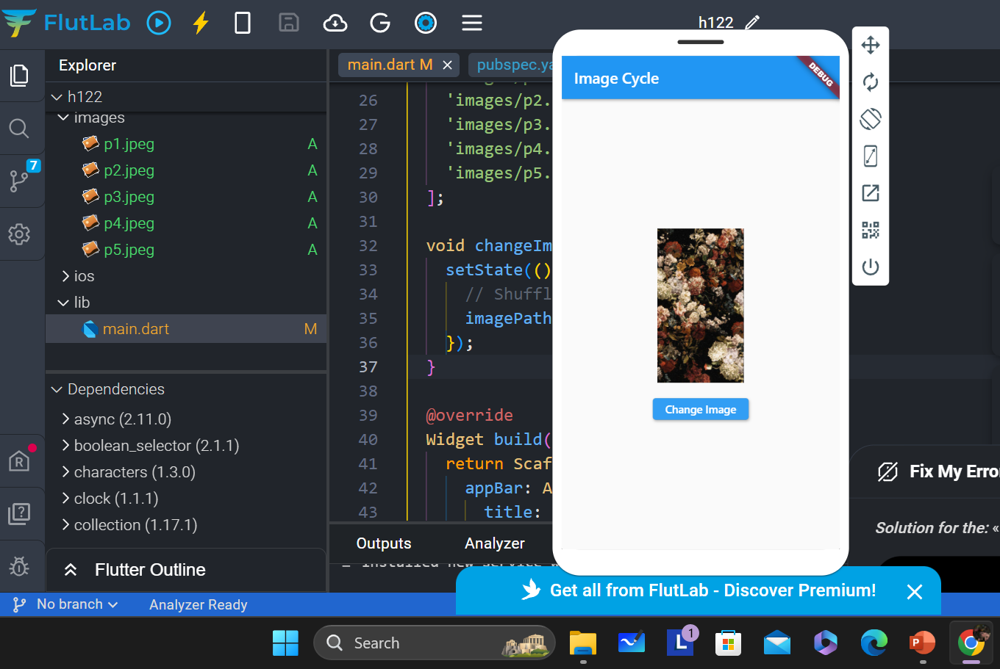 FlutLab
h122
Explorer
h122
images
p1.jpeg A
p2.jpeg A
p3.jpeg A
p4.jpeg A
p5.jpeg A
ios
lib
main.dart M
Dependencies
async (2.11.0)
boolean_selector (2.1.1)
characters (1.3.0)
clock (1.1.1)
collection (1.17.1)
Flutter Outline
7
R
main.dart M
pubspec.ya
26 'images/p2.
27 'images/p3.
28 'images/p4.
29 'images/p5.
30 ];
31
32 void changeIm
33 setState(()
34 // Shuffl
35 imagePath
36 });
37 }
38
39 @override
40 Widget build(
41 return Scaf
42 appBar: A
43 title:
Outputs Analyzer
Image Cycle
DEBUG
Change Image
Fix My Error
Solution for the: «
Get all from FlutLab - Discover Premium!
No branch Analyzer Ready
Search
L 1
P